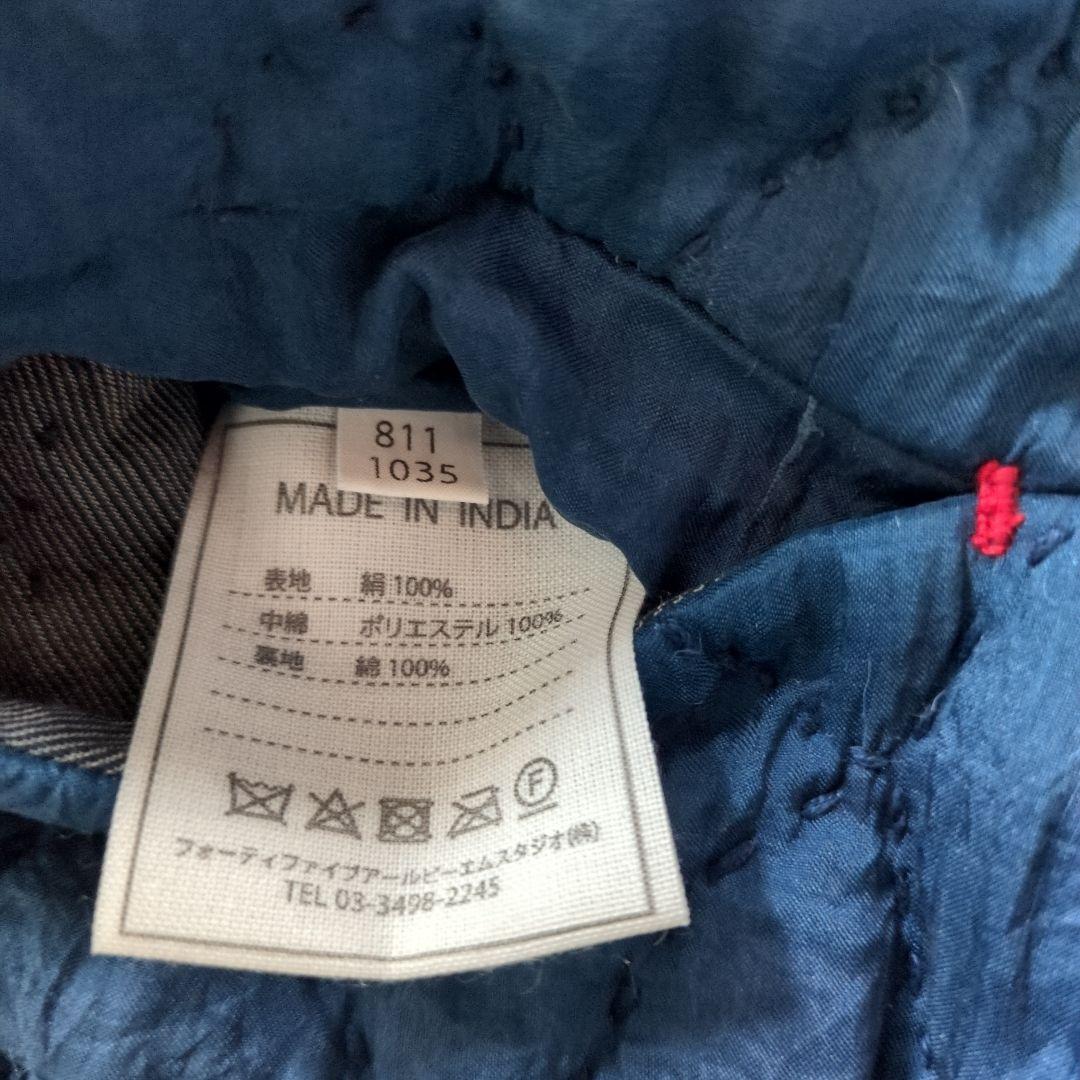 811
1035
MADE IN INDIA
表地 絹100%
中綿 ポリエステル100%
裏地 綿100%
F
フォーティファイブアールピーエムスタジオ(株)
TEL 03-3498-2245